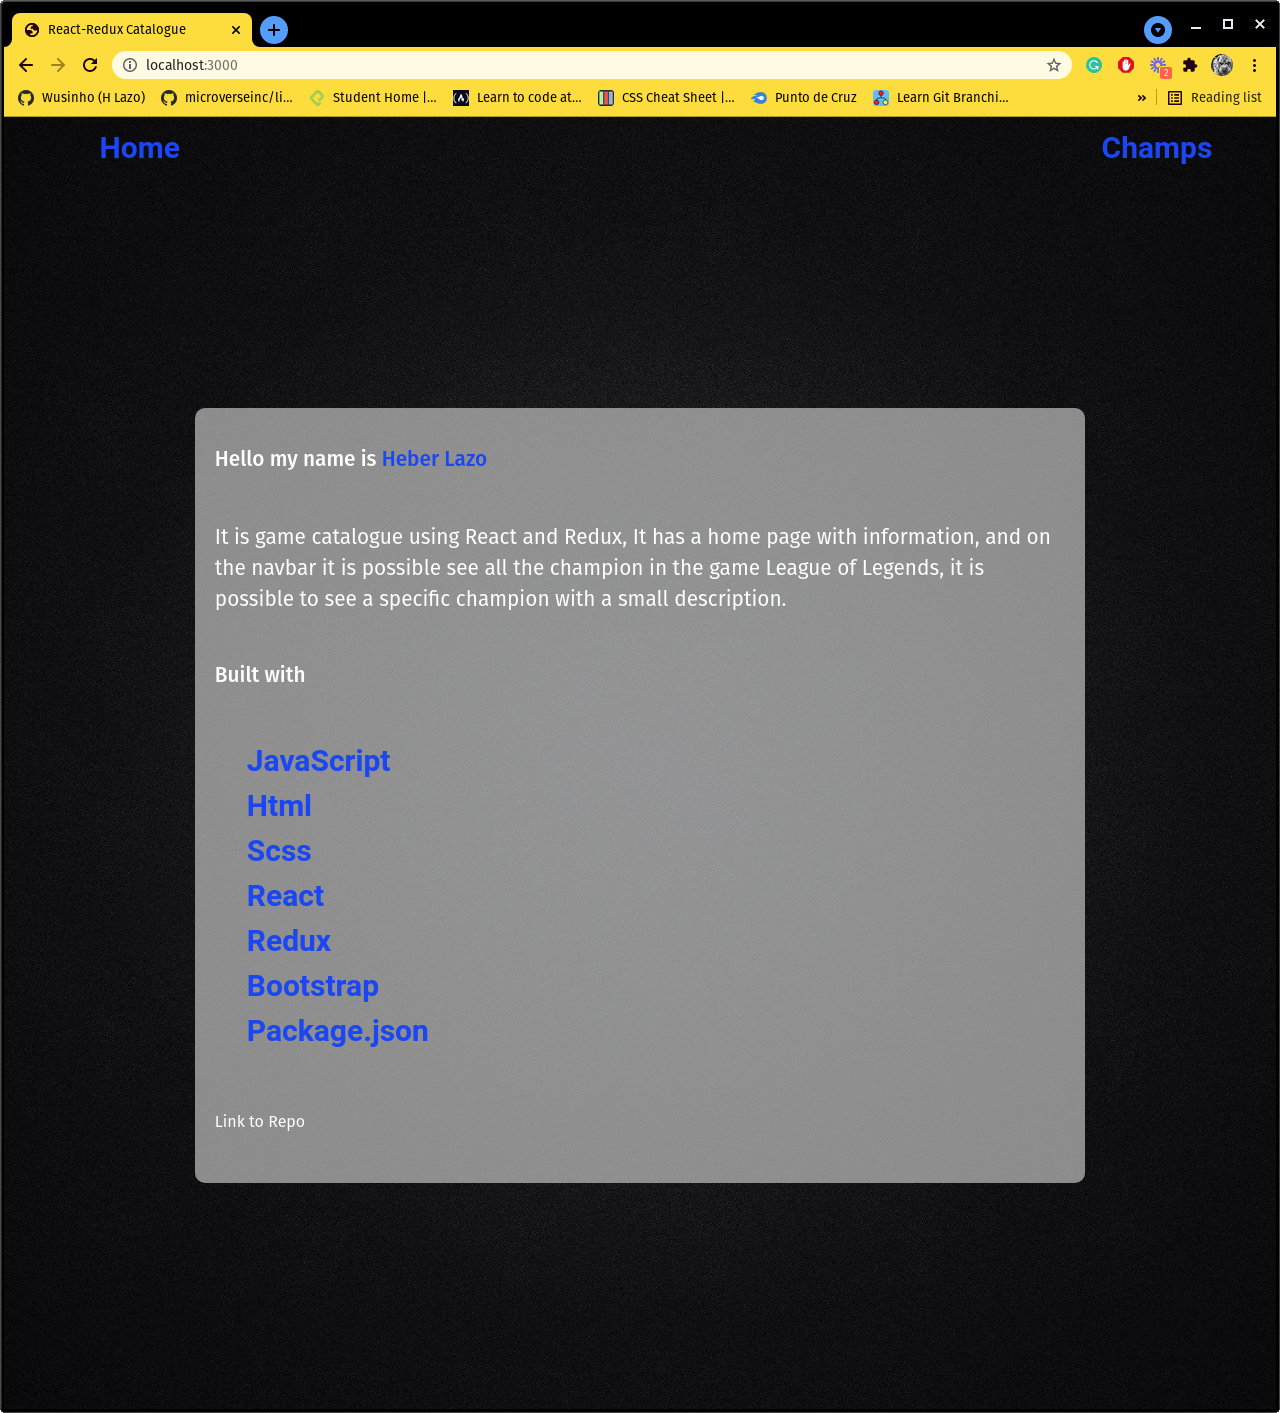 React-Redux Catalogue
localhost:3000
2
Wusinho (H Lazo) microverseinc/li... Student Home |... Learn to code at... CSS Cheat Sheet |... Punto de Cruz Learn Git Branchi... » Reading list
Home Champs
Hello my name is Heber Lazo
It is game catalogue using React and Redux, It has a home page with information, and on
the navbar it is possible see all the champion in the game League of Legends, it is
possible to see a specific champion with a small description.
Built with
JavaScript
Html
Scss
React
Redux
Bootstrap
Package.json
Link to Repo